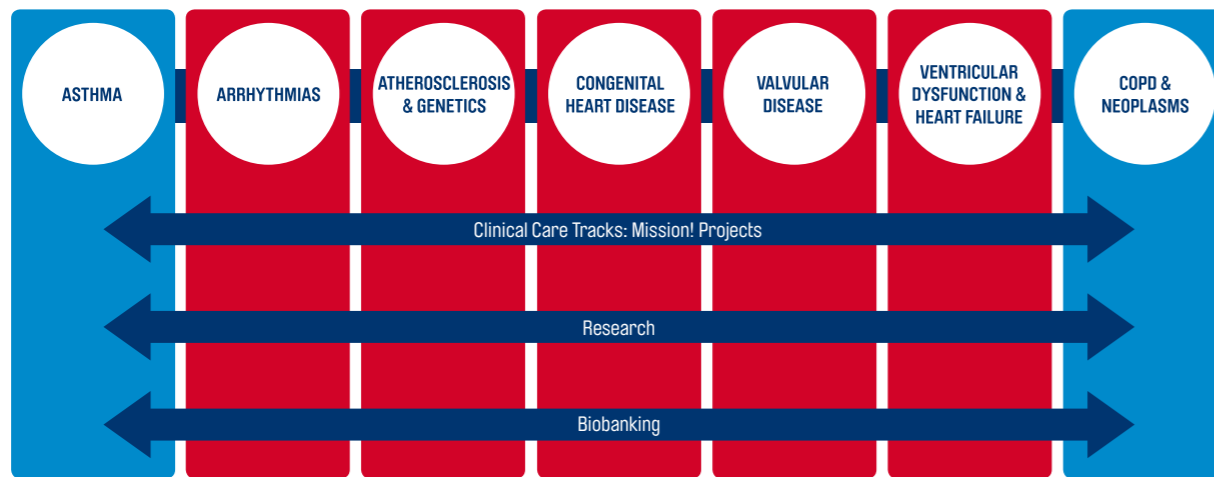 ASTHMA
ARRHYTHMIAS
ATHEROSCLEROSIS
& GENETICS
CONGENITAL
HEART DISEASE
VALVULAR
DISEASE
VENTRICULAR
DYSFUNCTION &
HEART FAILURE
COPD &
NEOPLASMS
Clinical Care Tracks: Mission! Projects
Research
Biobanking